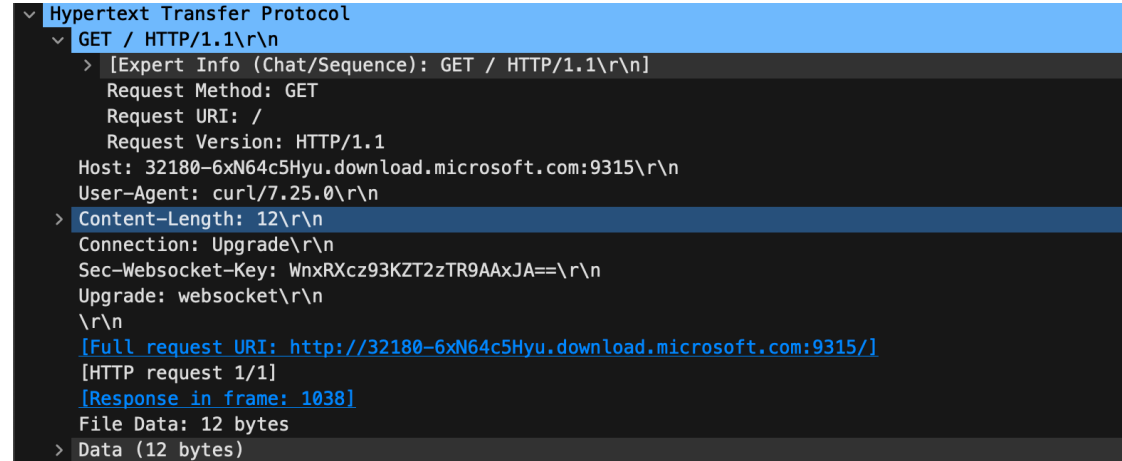 Hypertext Transfer Protocol
GET / HTTP/1.1\r\n
[Expert Info (Chat/Sequence): GET / HTTP/1.1\r\n]
Request Method: GET
Request URI: /
Request Version: HTTP/1.1
Host: 32180-6xN64c5Hyu.download.microsoft.com:9315\r\n
User-Agent: curl/7.25.0\r\n
Content-Length: 12\r\n
Connection: Upgrade\r\n
Sec-Websocket-Key: WnxRXcz93KZT2zTR9AAxJA==\r\n
Upgrade: websocket\r\n
\r\n
[Full request URI: http://32180-6xN64c5Hyu.download.microsoft.com:9315/]
[HTTP request 1/1]
[Response in frame: 1038]
File Data: 12 bytes
Data (12 bytes)